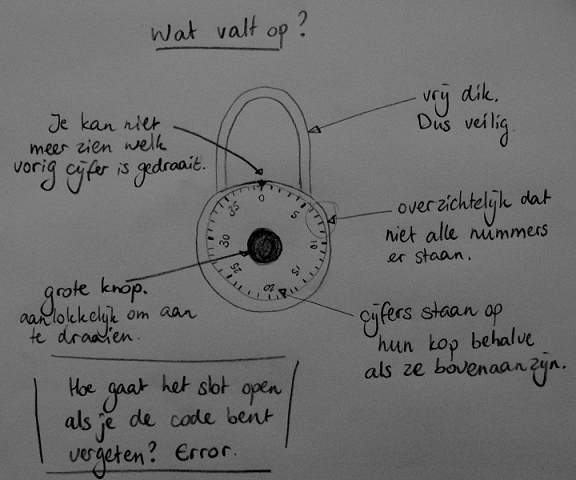 Wat valt op?
Je kan niet
meer zien welk
vorig cijfer is gedraait.
vrij dik.
Dus veilig
overzichtelijk dat
niet alle nummers
er staan.
0
5
10
15
20
25
30
35
grote knop.
aanlokkelijk om aan
te draaien.
cijfers staan op
hun kop behalve
als ze bovenaan zijn.
Hoe gaat het slot open
als je de code bent
vergeten? Error.